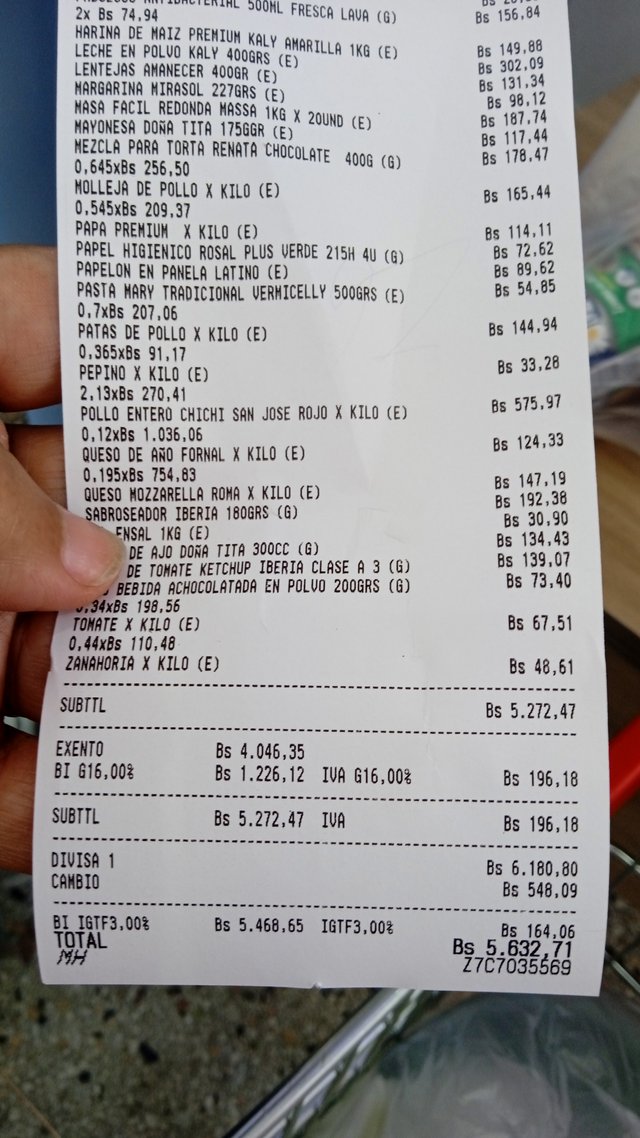 ANTIBACTERIAL 500ML FRESCA LAVA (G)
2x Bs 74,94 Bs 156,84
HARINA DE MAIZ PREMIUM KALY AMARILLA 1KG (E) Bs 149,88
LECHE EN POLVO KALY 400GRS (E) Bs 302,09
LENTEJAS AMANECER 400GR (E) Bs 131,34
MARGARINA MIRASOL 227GRS (E) Bs 98,12
MASA FACIL REDONDA MASSA 1KG X 20UND (E) Bs 187,74
MAYONESA DOÑA TITA 175GGR (E) Bs 117,44
MEZCLA PARA TORTA RENATA CHOCOLATE 400G (G) Bs 178,47
0,645xBs 256,50
MOLLEJA DE POLLO X KILO (E) Bs 165,44
0,545xBs 209,37
PAPA PREMIUM X KILO (E) Bs 114,11
PAPEL HIGIENICO ROSAL PLUS VERDE 215H 4U (G) Bs 72,62
PAPELON EN PANELA LATINO (E) Bs 89,62
PASTA MARY TRADICIONAL VERMICELLY 500GRS (E) Bs 54,85
0,7xBs 207,06
PATAS DE POLLO X KILO (E) Bs 144,94
0,365xBs 91,17
PEPINO X KILO (E) Bs 33,28
2,13xBs 270,41
POLLO ENTERO CHICHI SAN JOSE ROJO X KILO (E) Bs 575,97
0,12xBs 1.036,06
QUESO DE AÑO FORNAL X KILO (E) Bs 124,33
0,195xBs 754,83
QUESO MOZZARELLA ROMA X KILO (E) Bs 147,19
SABROSEADOR IBERIA 180GRS (G) Bs 192,38
ENSAL 1KG (E) Bs 30,90
DE AJO DOÑA TITA 300CC (G) Bs 134,43
DE TOMATE KETCHUP IBERIA CLASE A 3 (G) Bs 139,07
BEBIDA ACHOCOLATADA EN POLVO 200GRS (G) Bs 73,40
0,34xBs 198,56
TOMATE X KILO (E) Bs 67,51
0,44xBs 110,48
ZANAHORIA X KILO (E) Bs 48,61
SUBTTL Bs 5.272,47
EXENTO Bs 4.046,35
BI G16,00% Bs 1.226,12 IVA G16,00% Bs 196,18
SUBTTL Bs 5.272,47 IVA Bs 196,18
DIVISA 1 Bs 6.180,80
CAMBIO Bs 548,09
BI IGTF3,00% Bs 5.468,65 IGTF3,00% Bs 164,06
TOTAL Bs 5.632,71
MH Z7C7035569